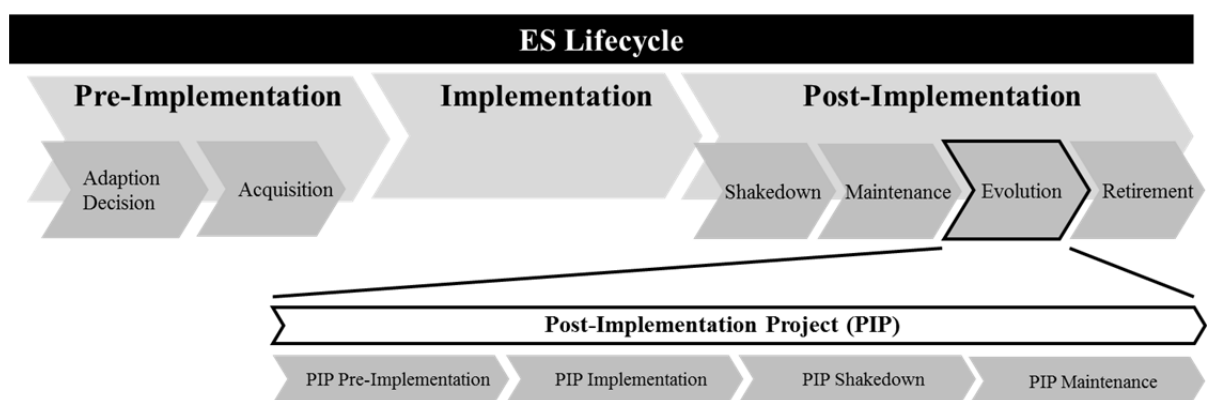 ES Lifecycle
Pre-Implementation
Implementation
Post-Implementation
Adaption
Decision
Acquisition
Shakedown
Maintenance
Evolution
Retirement
Post-Implementation Project (PIP)
PIP Pre-Implementation
PIP Implementation
PIP Shakedown
PIP Maintenance